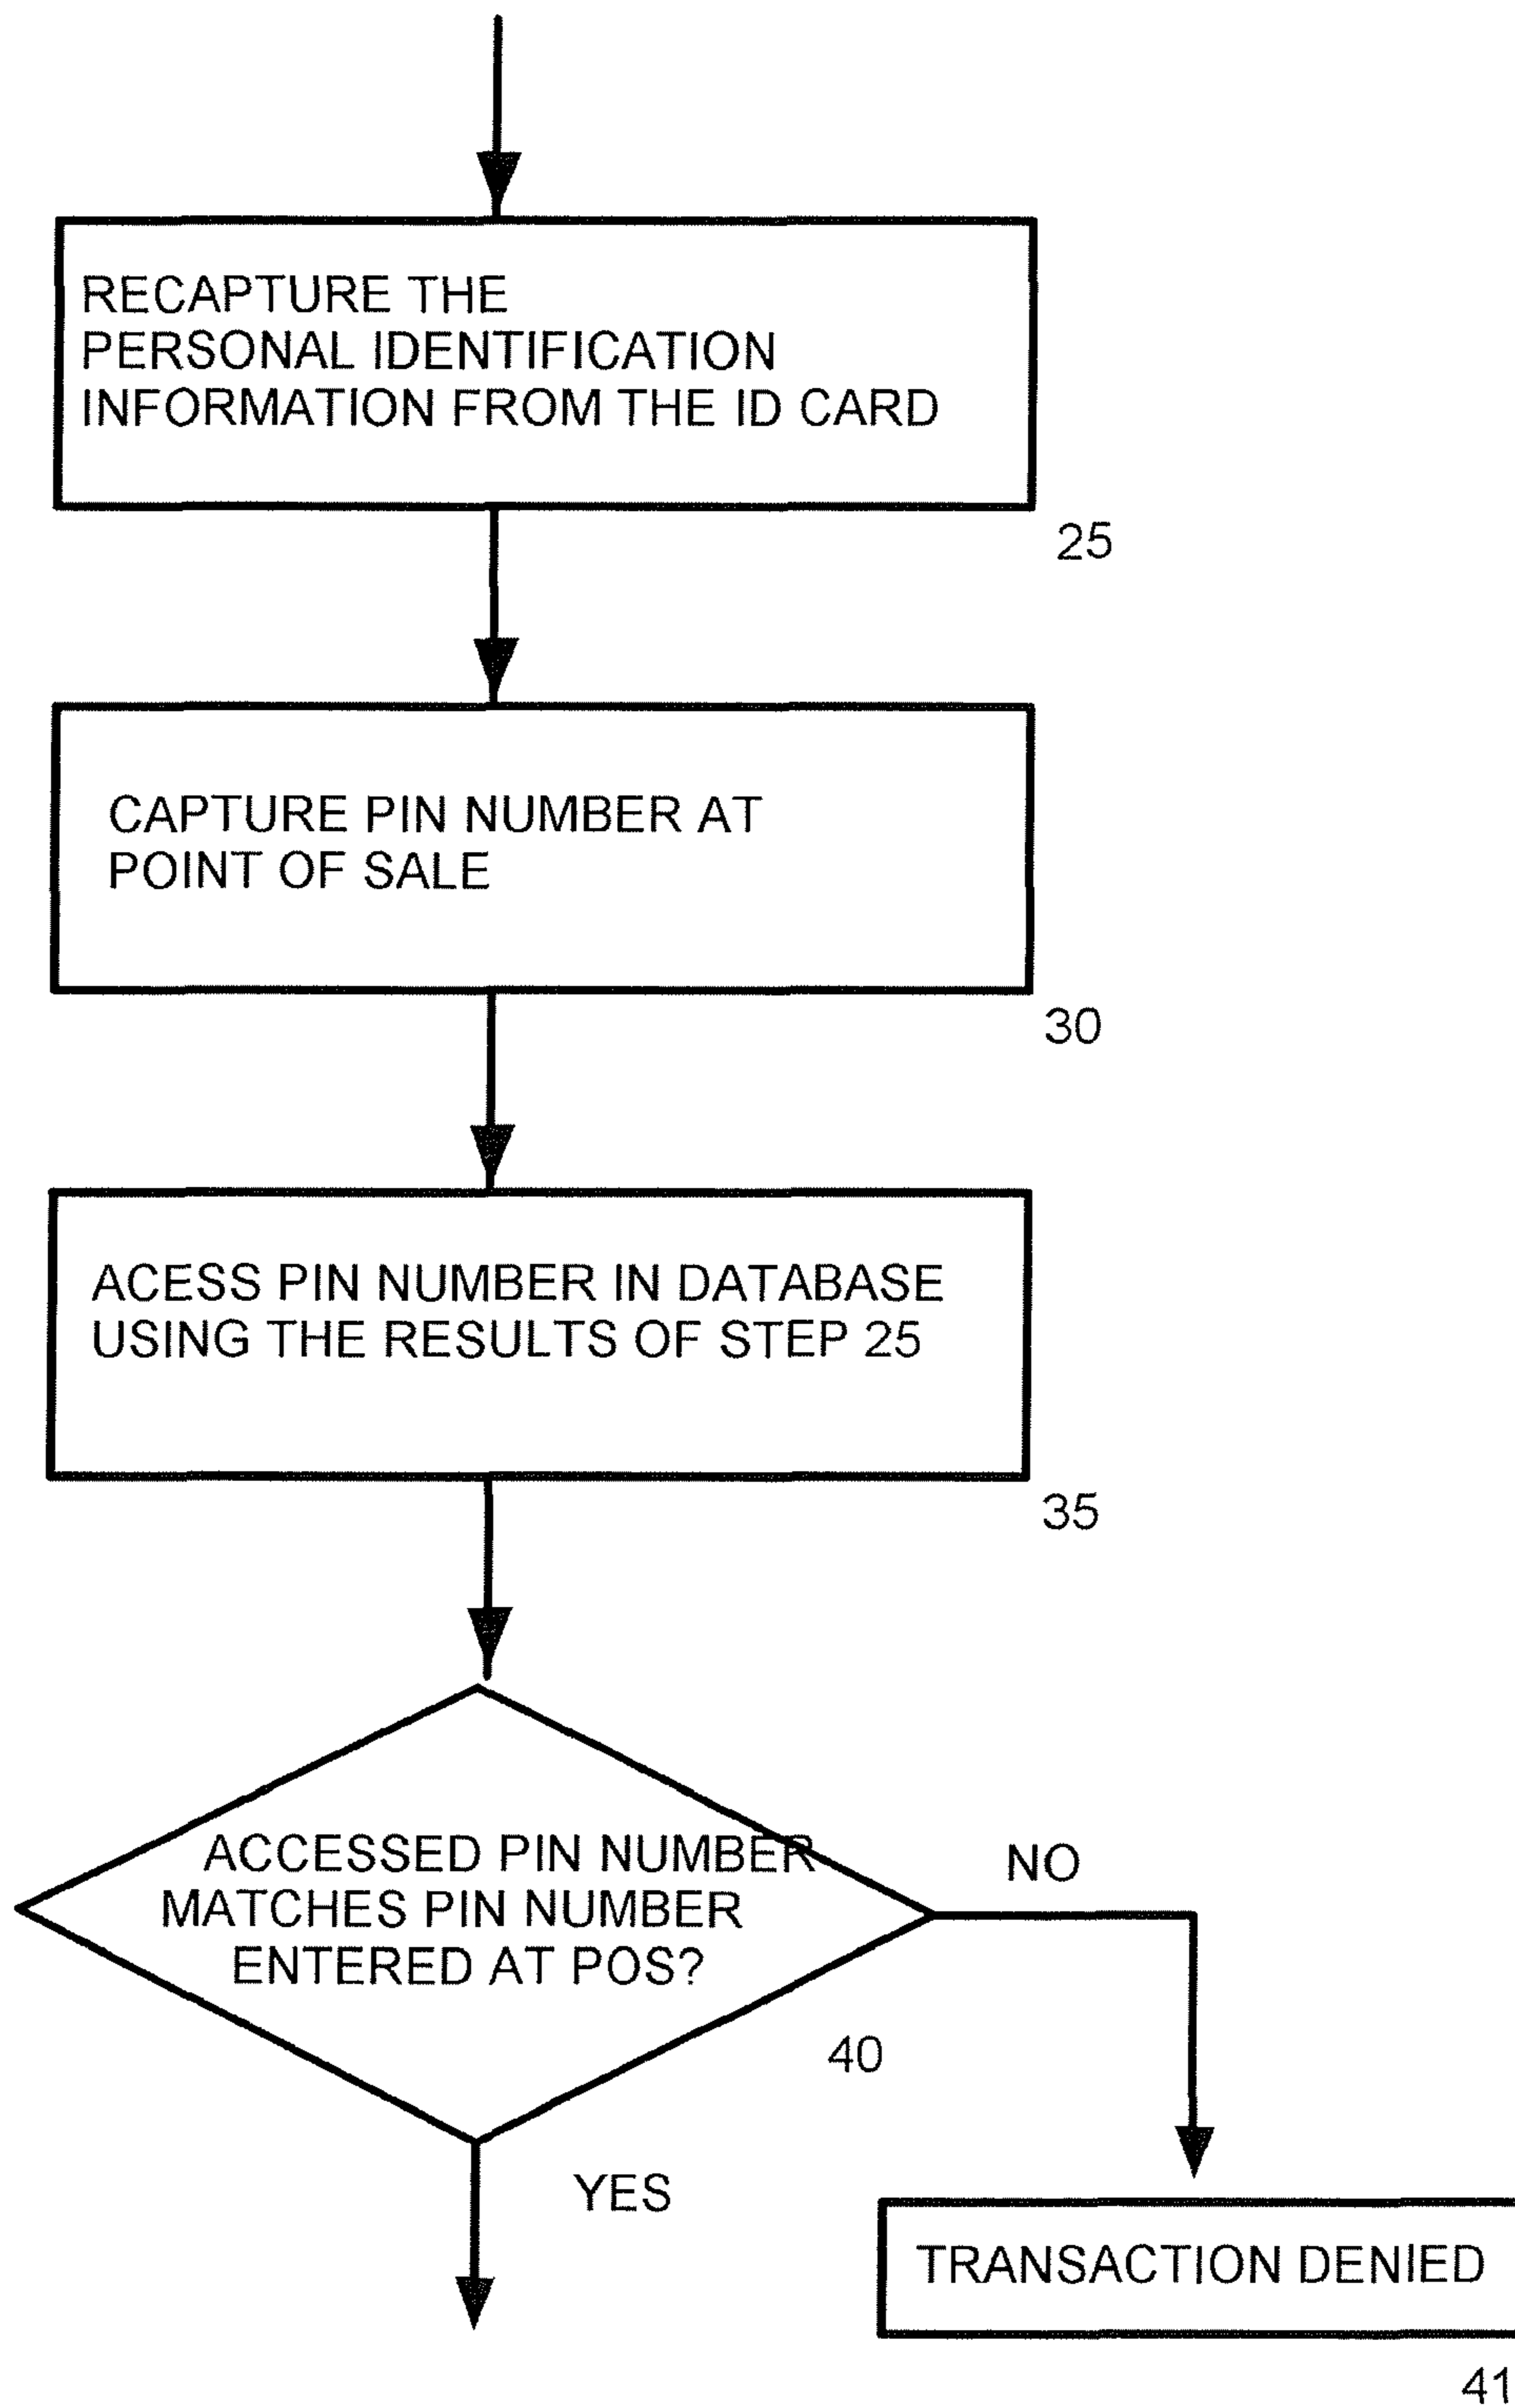 RECAPTURE THE
PERSONAL IDENTIFICATION
INFORMATION FROM THE ID CARD
25
CAPTURE PIN NUMBER AT
POINT OF SALE
30
ACESS PIN NUMBER IN DATABASE
USING THE RESULTS OF STEP 25
35
ACCESSED PIN NUMBER
MATCHES PIN NUMBER
ENTERED AT POS?
NO
40
YES
TRANSACTION DENIED
41